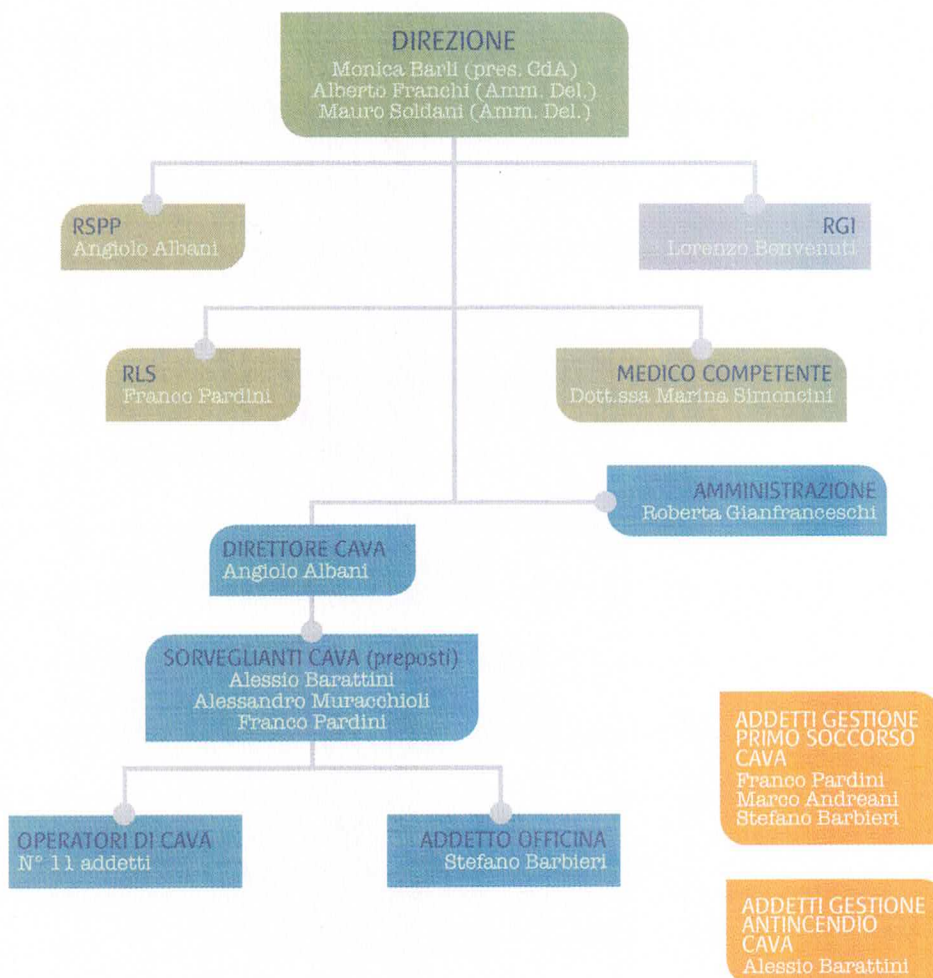 DIREZIONE
Monica Barli (pres. CdA)
Alberto Franchi (Amm. Del.)
Mauro Soldani (Amm. Del.)
RSPP
Angiolo Albani
RGI
Lorenzo Benvenuti
RLS
Franco Pardini
MEDICO COMPETENTE
Dott.ssa Marina Simoncini
AMMINISTRAZIONE
Roberta Gianfranceschi
DIRETTORE CAVA
Angiolo Albani
SORVEGLIANTI CAVA (preposti)
Alessio Barattini
Alessandro Muracchioli
Franco Pardini
OPERATORI DI CAVA
N° 11 addetti
ADDETTO OFFICINA
Stefano Barbieri
ADDETTI GESTIONE
PRIMO SOCCORSO
CAVA
Franco Pardini
Marco Andreani
Stefano Barbieri
ADDETTI GESTIONE
ANTINCENDIO
CAVA
Alessio Barattini